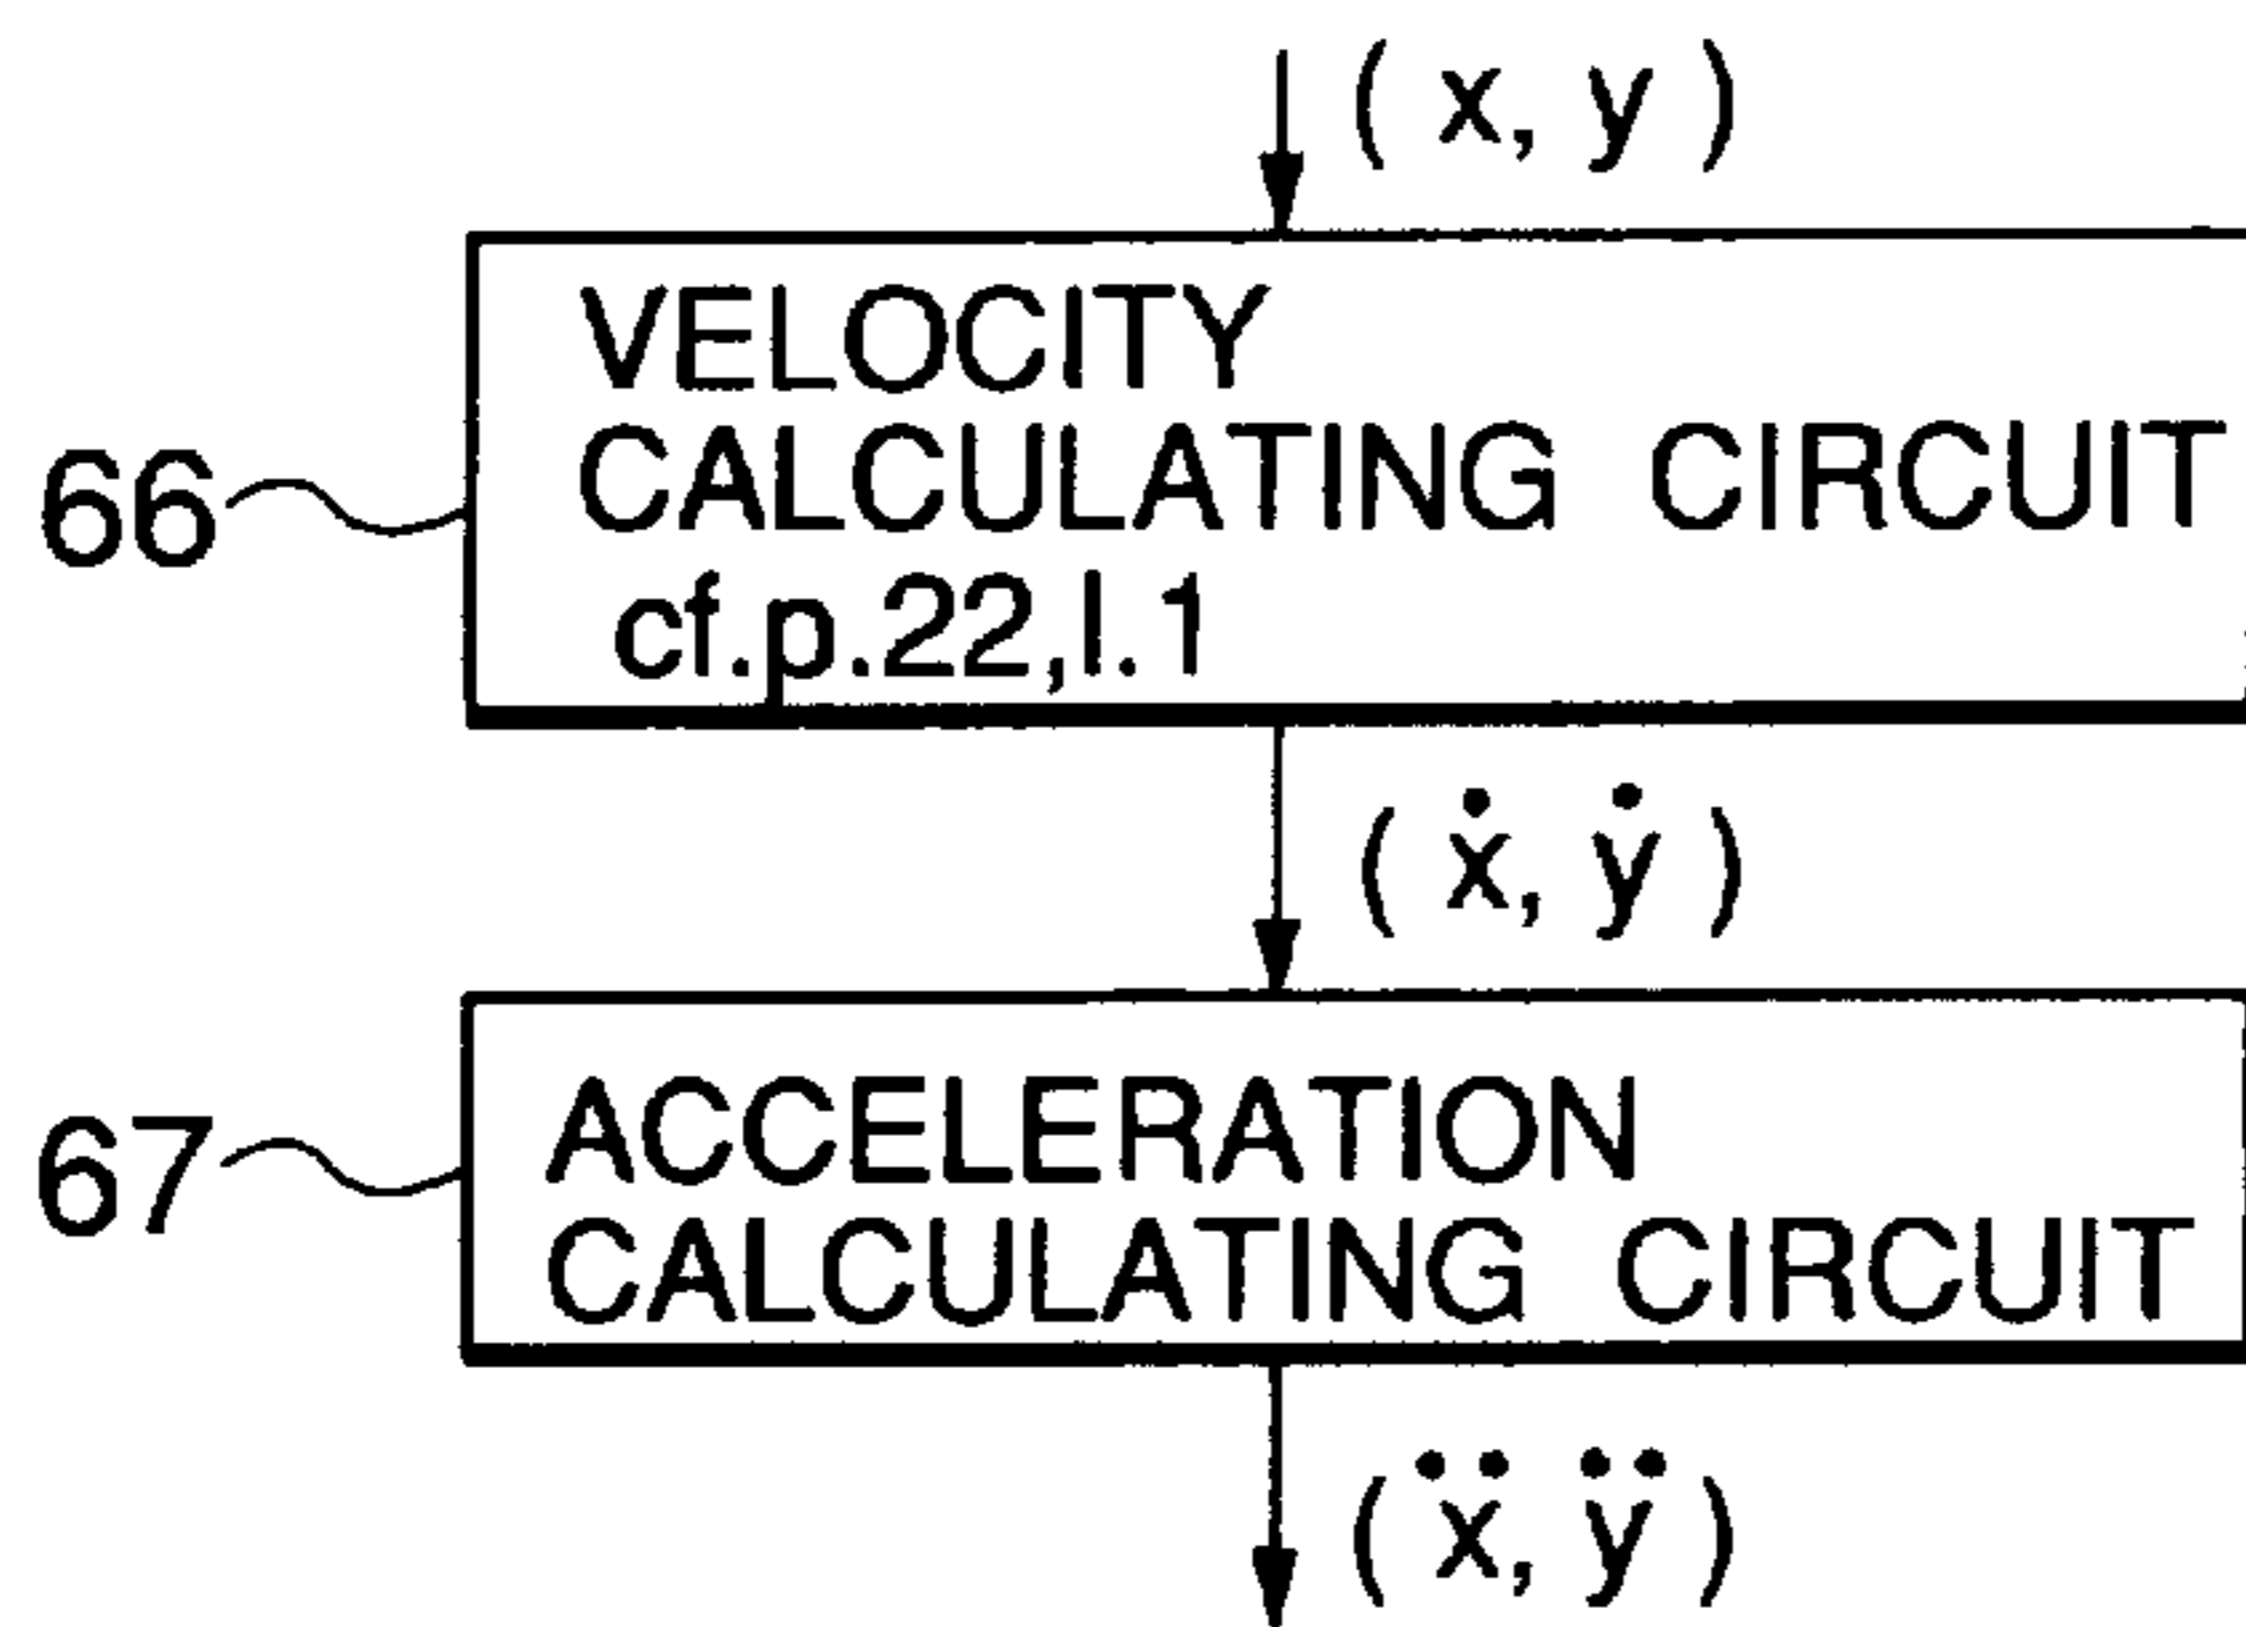 ( x, y )
VELOCITY
CALCULATING CIRCUIT
66
cf.p.22,l.1
( ẋ, ẏ )
ACCELERATION
67
CALCULATING CIRCUIT
( ẍ, ÿ )